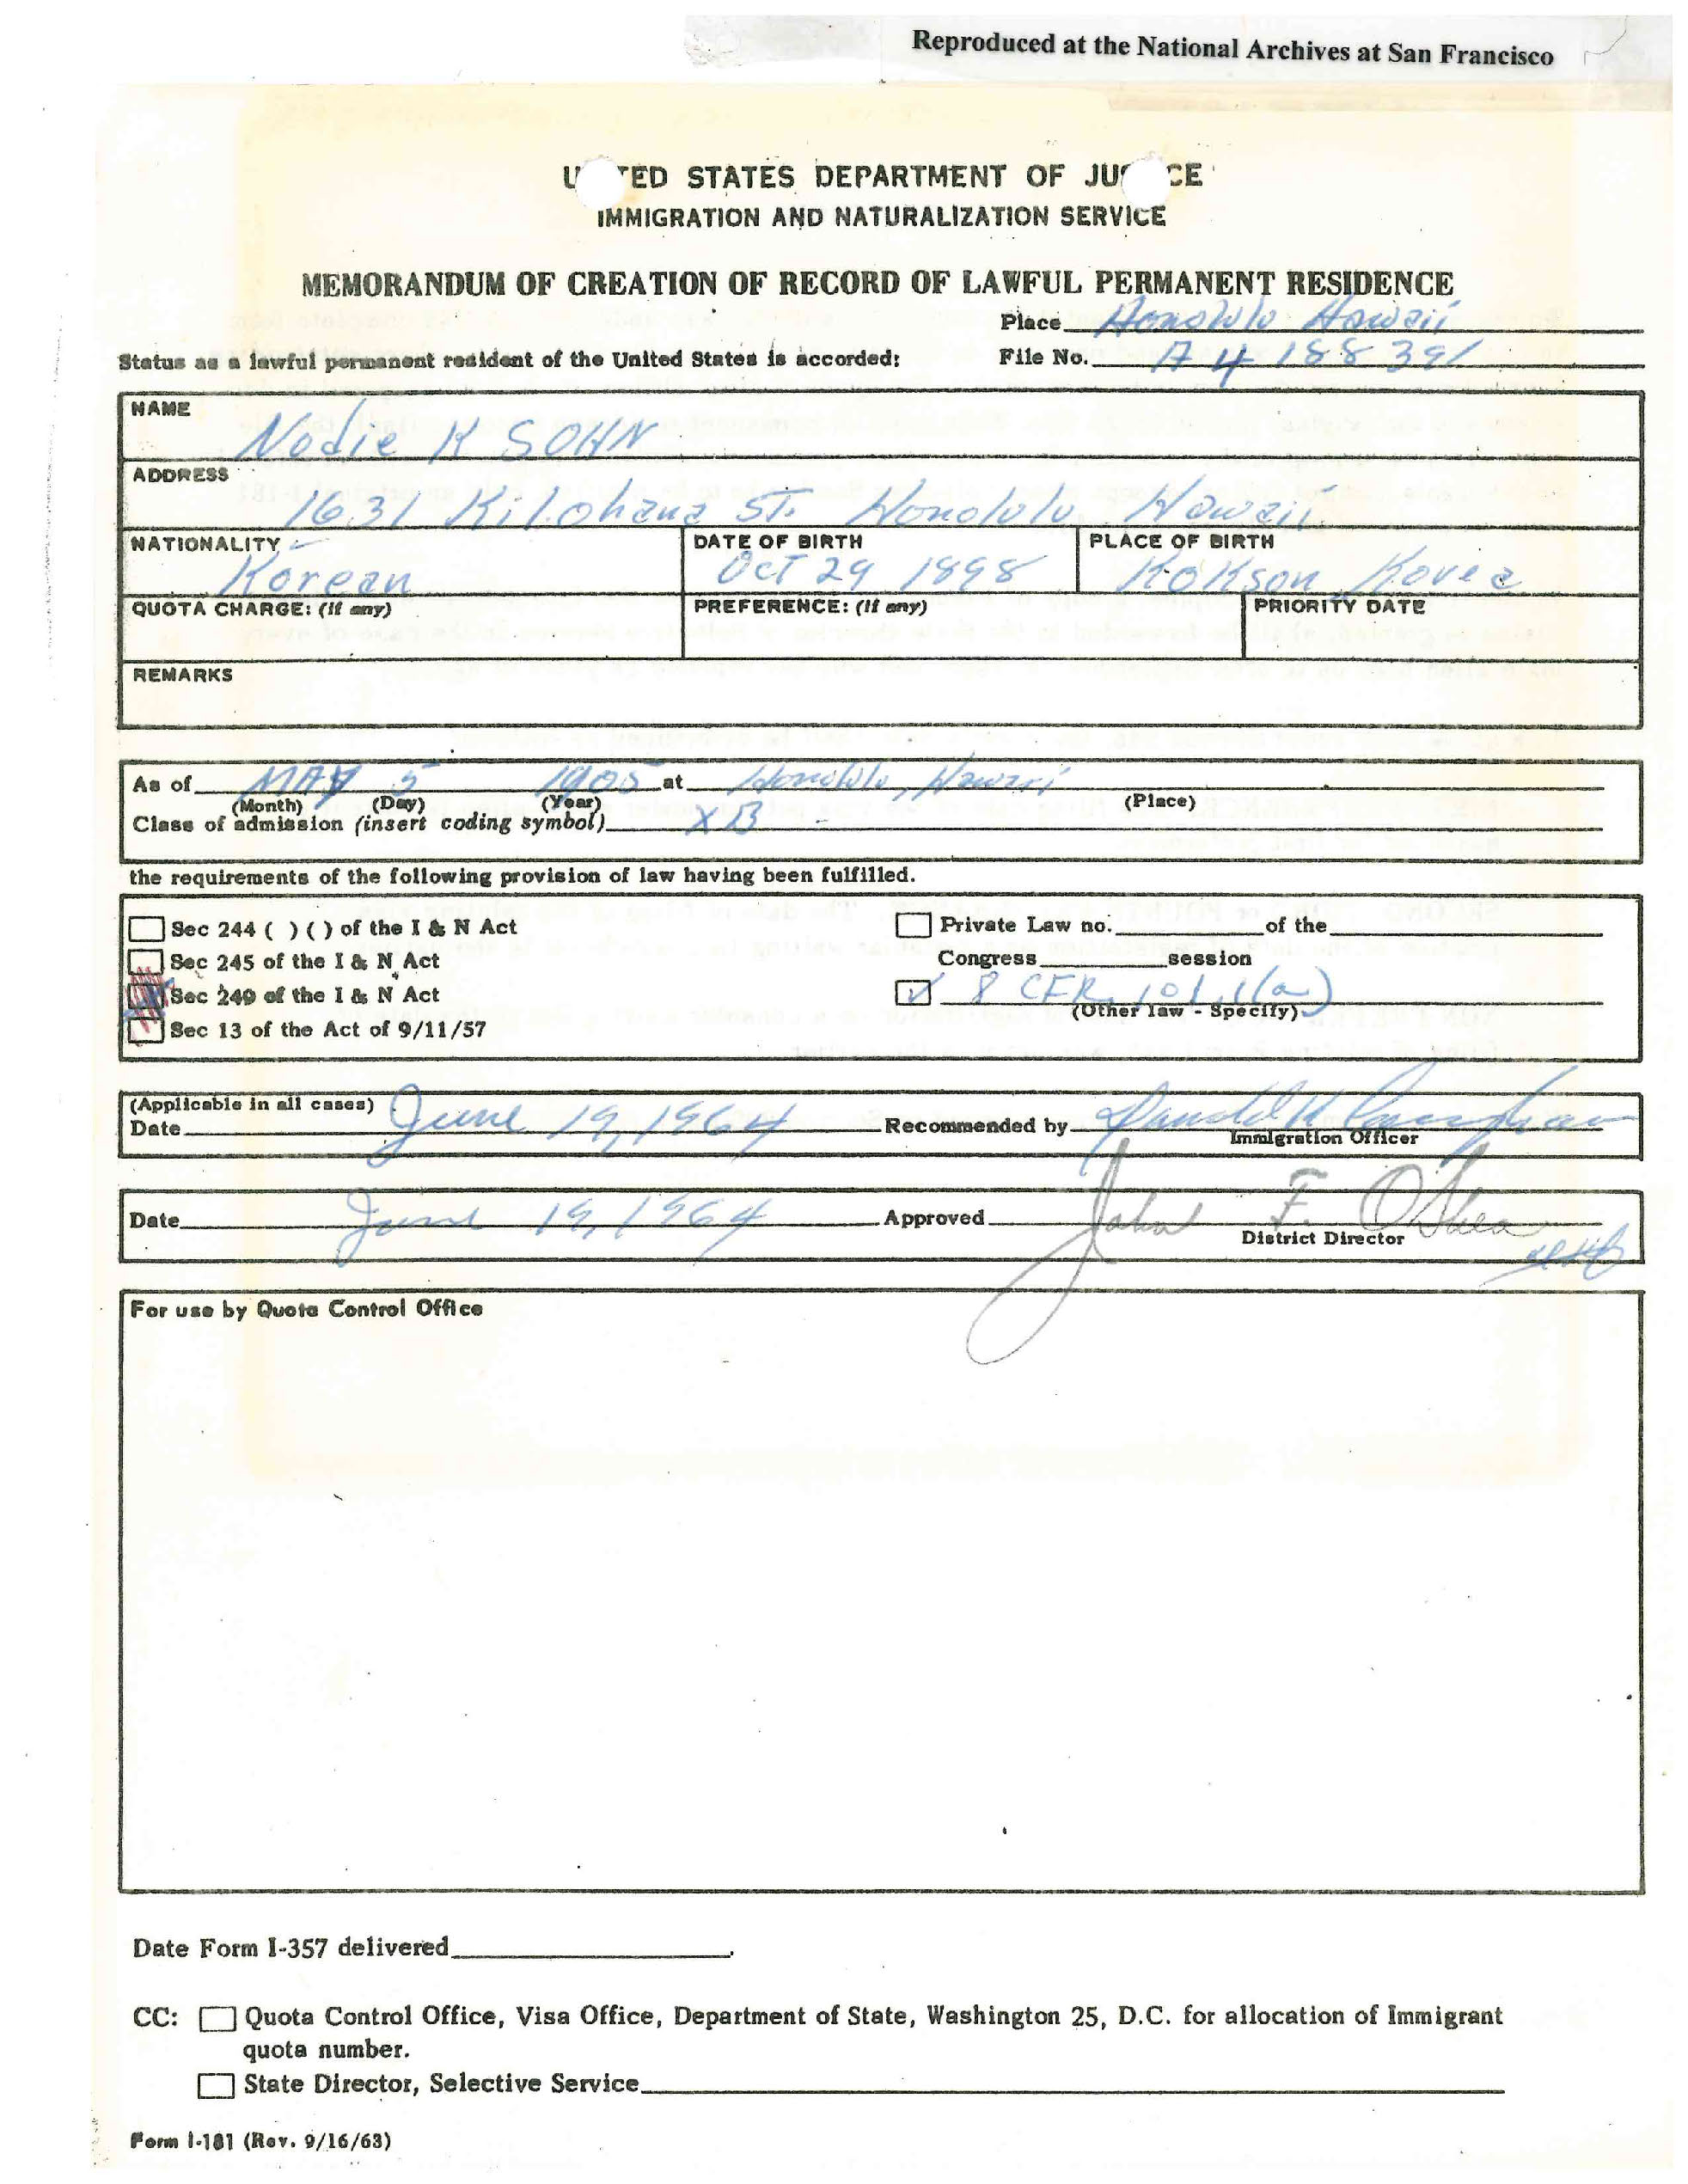 Reproduced at the National Archives at San Francisco
U TED STATES DEPARTMENT OF JUS CE
IMMIGRATION AND NATURALIZATION SERVICE
MEMORANDUM OF CREATION OF RECORD OF LAWFUL PERMANENT RESIDENCE
Place Honolulu Hawaii
Status as a lawful permanent resident of the United States is accorded:
File No. A4 188 391
NAME
Nodie K SOHN
ADDRESS
1631 Kilohana ST. Honolulu, Hawaii
NATIONALITY DATE OF BIRTH PLACE OF BIRTH
Korean Oct 29 1898 KoKson Korea
QUOTA CHARGE: (If any) PREFERENCE: (If any) PRIORITY DATE
REMARKS
As of MAY 5 1905 at Honolulu, Hawaii
(Month) (Day) (Year) (Place)
Class of admission (insert coding symbol) XB -
the requirements of the following provision of law having been fulfilled.
Sec 244 ( ) ( ) of the I & N Act
Sec 245 of the I & N Act
Sec 249 of the I & N Act
Sec 13 of the Act of 9/11/57
Private Law no. of the
Congress session
✓ 8 CFR 101.1(a)
(Other law - Specify)
(Applicable in all cases)
Date June 19, 1964 Recommended by
Immigration Officer
Date June 19, 1964 Approved John F. O'Shea
District Director
For use by Quota Control Office
Date Form I-357 delivered
CC: Quota Control Office, Visa Office, Department of State, Washington 25, D.C. for allocation of Immigrant
quota number.
State Director, Selective Service
Form I-181 (Rev. 9/16/63)